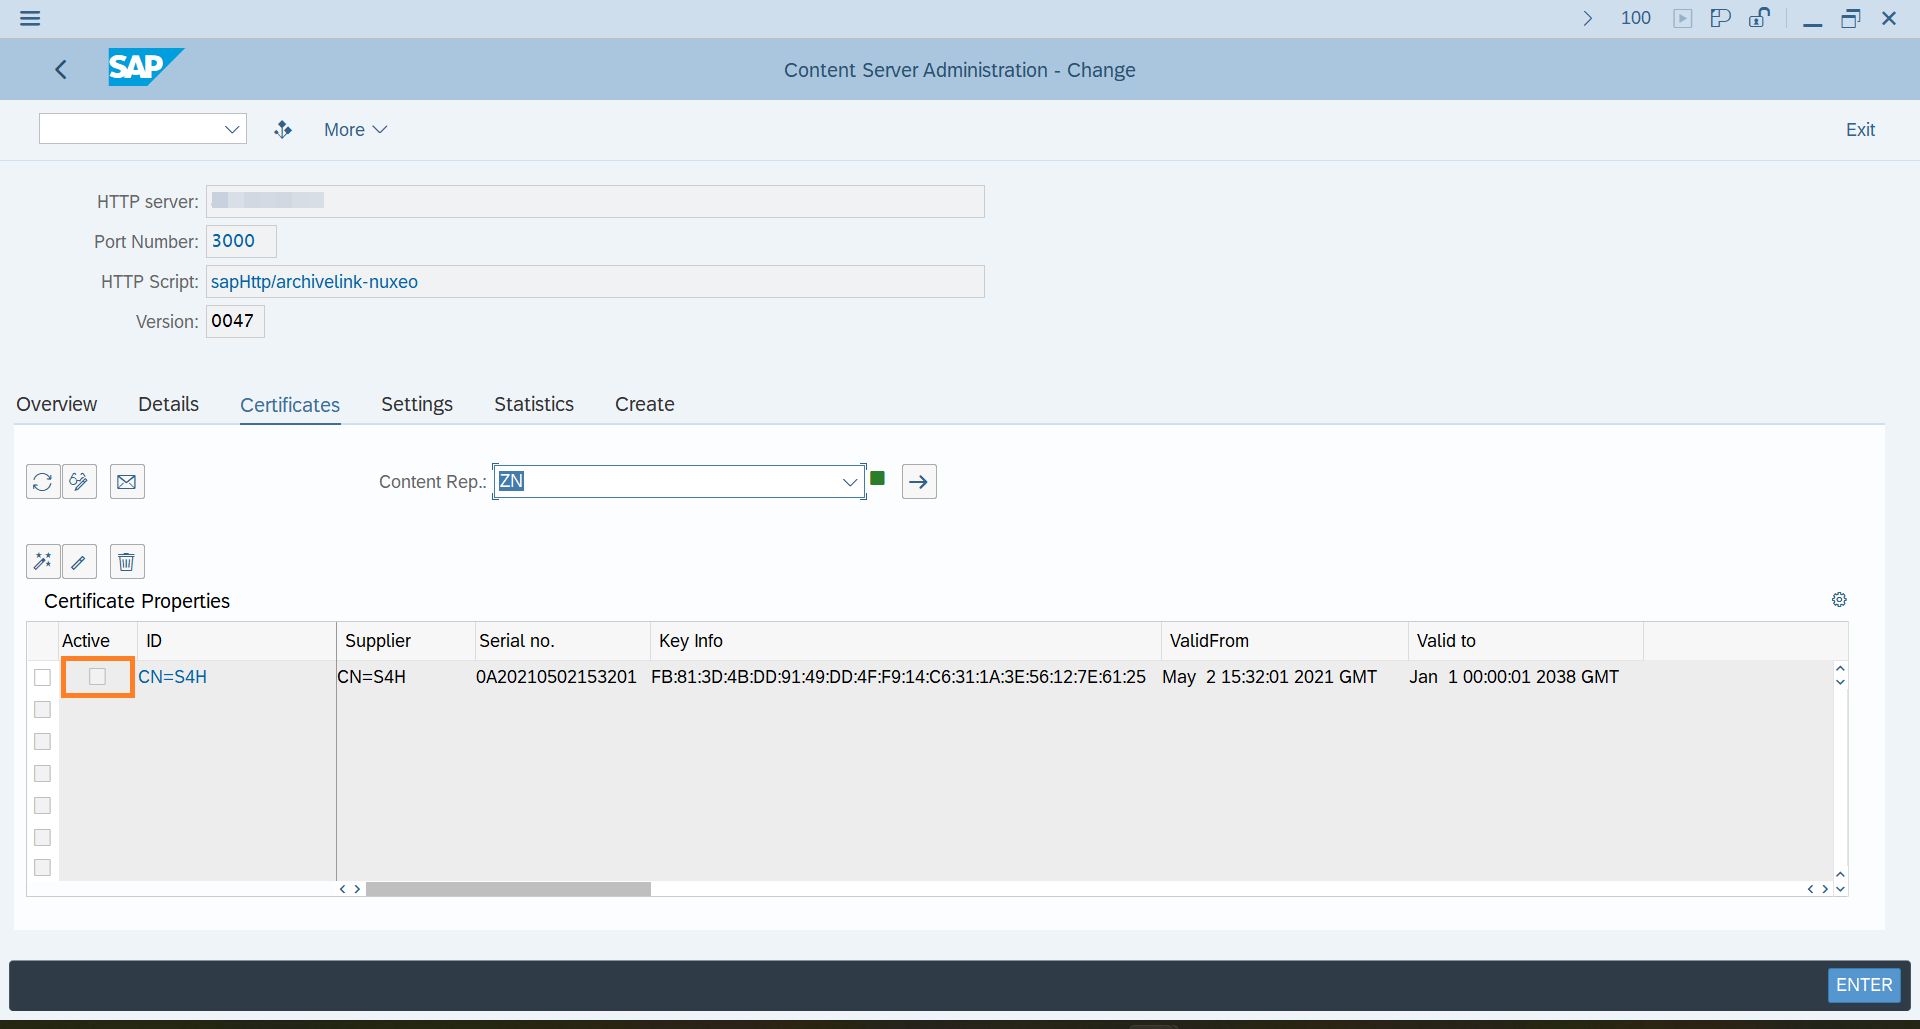 100
SAP
Content Server Administration - Change
More
Exit
HTTP server:
Port Number: 3000
HTTP Script: sapHttp/archivelink-nuxeo
Version: 0047
Overview Details Certificates Settings Statistics Create
Content Rep.: ZN
Certificate Properties
Active ID Supplier Serial no. Key Info ValidFrom Valid to
CN=S4H CN=S4H 0A20210502153201 FB:81:3D:4B:DD:91:49:DD:4F:F9:14:C6:31:1A:3E:56:12:7E:61:25 May 2 15:32:01 2021 GMT Jan 1 00:00:01 2038 GMT
ENTER